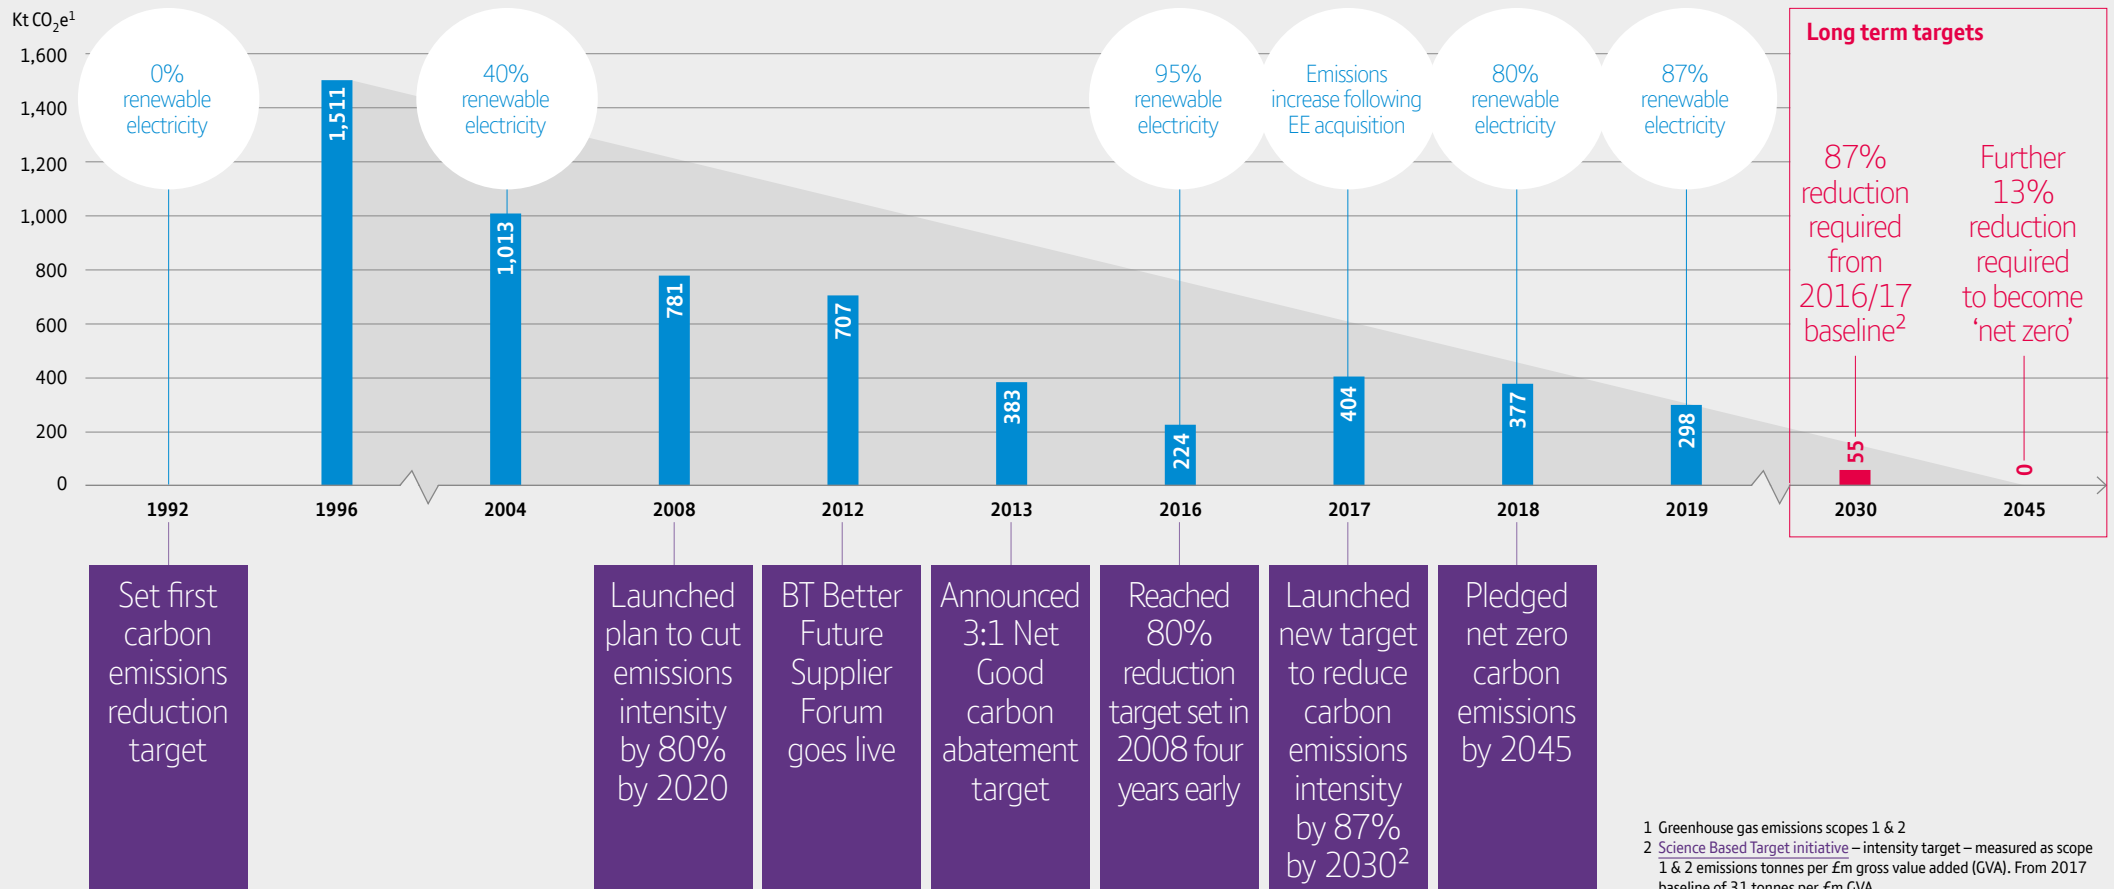 Kt CO₂e¹
1,600
1,400
1,200
1,000
800
600
400
200
0
0%
renewable
electricity
40%
renewable
electricity
95%
renewable
electricity
Emissions
increase following
EE acquisition
80%
renewable
electricity
87%
renewable
electricity
Long term targets
87%
reduction
required
from
2016/17
baseline²
Further
13%
reduction
required
to become
‘net zero’
1,511
1,013
781
707
383
224
404
377
298
55
0
1992
1996
2004
2008
2012
2013
2016
2017
2018
2019
2030
2045
Set first
carbon
emissions
reduction
target
Launched
plan to cut
emissions
intensity
by 80%
by 2020
BT Better
Future
Supplier
Forum
goes live
Announced
3:1 Net
Good
carbon
abatement
target
Reached
80%
reduction
target set in
2008 four
years early
Launched
new target
to reduce
carbon
emissions
intensity
by 87%
by 2030²
Pledged
net zero
carbon
emissions
by 2045
1 Greenhouse gas emissions scopes 1 & 2
2 Science Based Target initiative – intensity target – measured as scope
1 & 2 emissions tonnes per £m gross value added (GVA). From 2017
baseline of 31 tonnes per £m GVA